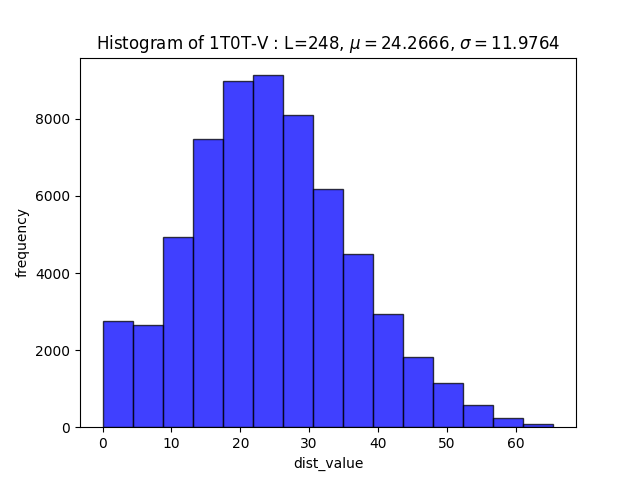 Histogram of 1T0T-V : L=248, μ = 24.2666, σ = 11.9764
8000
6000
4000
2000
0
frequency
0 10 20 30 40 50 60
dist_value